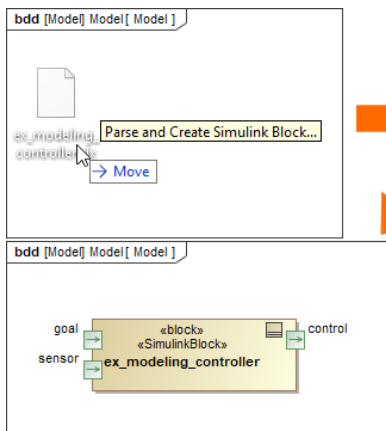 bdd [Model] Model [ Model ]
ex_modeling_
Parse and Create Simulink Block...
→ Move
bdd [Model] Model [ Model ]
goal
«block»
control
«SimulinkBlock»
sensor
ex_modeling_controller